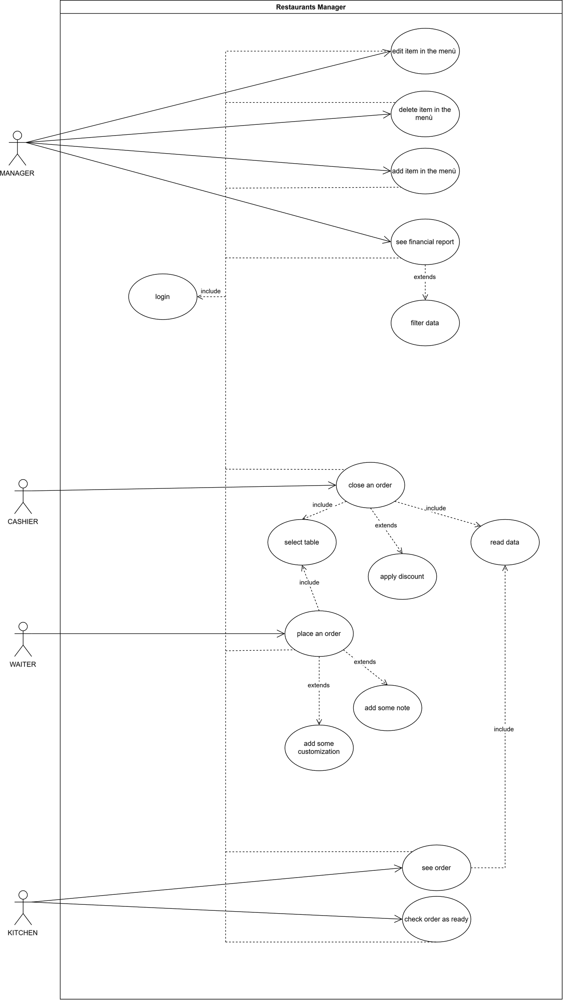 Restaurants Manager
edit item in the menù
delete item in the
menù
MANAGER
add item in the menù
see financial report
extends
include
login
filter data
close an order
include
include
CASHIER
extends
select table
read data
apply discount
include
place an order
extends
WAITER
extends
add some note
include
add some
customization
see order
check order as ready
KITCHEN